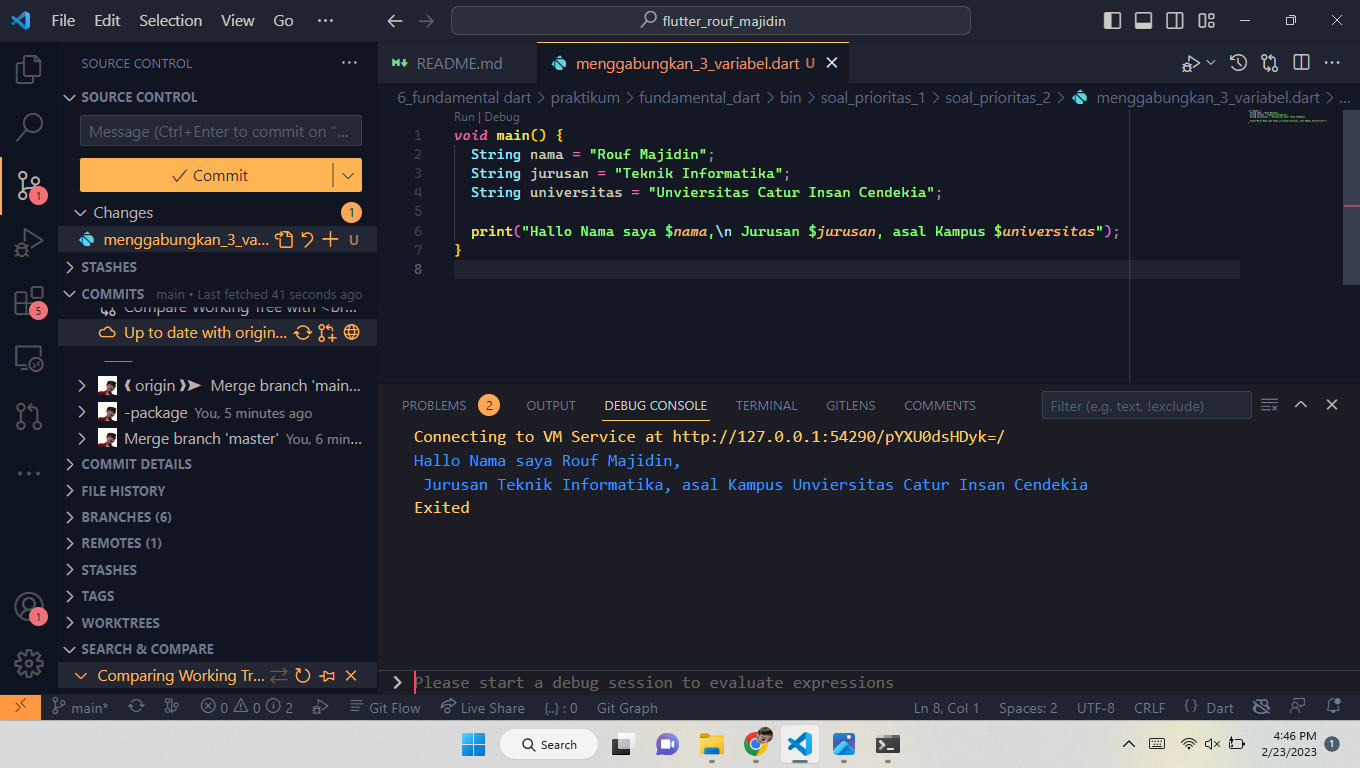 File Edit Selection View Go ··· flutter_rouf_majidin
SOURCE CONTROL ···
SOURCE CONTROL
Message (Ctrl+Enter to commit on "...
Commit
Changes 1
menggabungkan_3_va... U
STASHES
COMMITS main • Last fetched 41 seconds ago
Compare Working Tree with <br...
Up to date with origin...
origin Merge branch 'main...
-package You, 5 minutes ago
Merge branch 'master' You, 6 min...
COMMIT DETAILS
FILE HISTORY
BRANCHES (6)
REMOTES (1)
STASHES
TAGS
WORKTREES
SEARCH & COMPARE
Comparing Working Tr...
1
5
1
README.md menggabungkan_3_variabel.dart U
6_fundamental dart > praktikum > fundamental_dart > bin > soal_prioritas_1 > soal_prioritas_2 > menggabungkan_3_variabel.dart > ...
Run | Debug
1 void main() {
2 String nama = "Rouf Majidin";
3 String jurusan = "Teknik Informatika";
4 String universitas = "Unviersitas Catur Insan Cendekia";
5
6 print("Hallo Nama saya $nama,\n Jurusan $jurusan, asal Kampus $universitas");
7 }
8
PROBLEMS 2 OUTPUT DEBUG CONSOLE TERMINAL GITLENS COMMENTS Filter (e.g. text, !exclude)
Connecting to VM Service at http://127.0.0.1:54290/pYXU0dsHDyk=/
Hallo Nama saya Rouf Majidin,
Jurusan Teknik Informatika, asal Kampus Unviersitas Catur Insan Cendekia
Exited
Please start a debug session to evaluate expressions
main* 0 0 2 Git Flow Live Share {..} : 0 Git Graph Ln 8, Col 1 Spaces: 2 UTF-8 CRLF { } Dart
Search 4:46 PM
2/23/2023 1